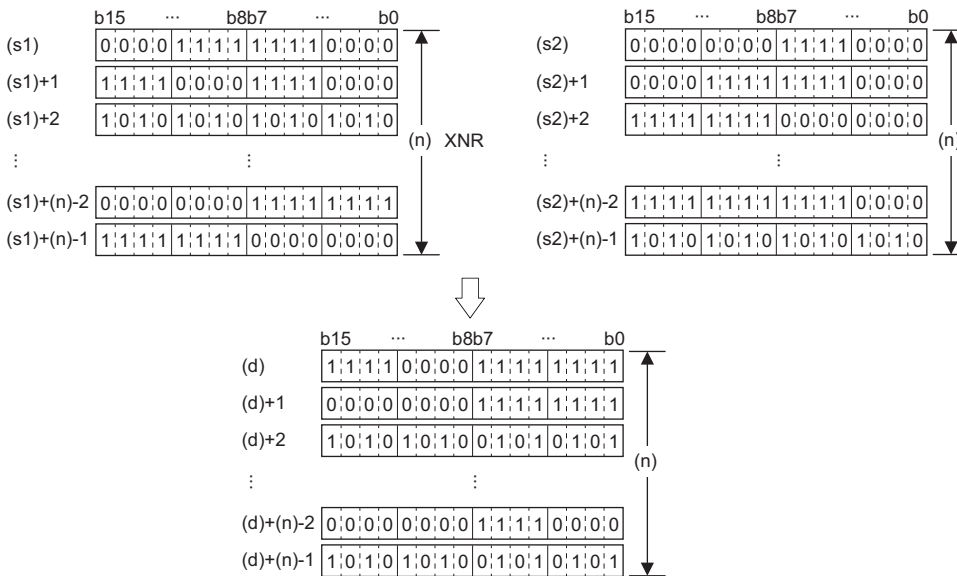 b15 ··· b8b7 ··· b0
(s1) 0 0 0 0 1 1 1 1 1 1 1 1 0 0 0 0
(s1)+1 1 1 1 1 0 0 0 0 1 1 1 1 0 0 0 0
(s1)+2 1 0 1 0 1 0 1 0 1 0 1 0 1 0 1 0
⋮ ⋮
(s1)+(n)-2 0 0 0 0 0 0 0 0 1 1 1 1 1 1 1 1
(s1)+(n)-1 1 1 1 1 1 1 1 1 0 0 0 0 0 0 0 0
(n) XNR
b15 ··· b8b7 ··· b0
(s2) 0 0 0 0 0 0 0 0 1 1 1 1 0 0 0 0
(s2)+1 0 0 0 0 1 1 1 1 1 1 1 1 0 0 0 0
(s2)+2 1 1 1 1 1 1 1 1 0 0 0 0 0 0 0 0
⋮ ⋮
(s2)+(n)-2 1 1 1 1 1 1 1 1 1 1 1 1 0 0 0 0
(s2)+(n)-1 1 0 1 0 1 0 1 0 1 0 1 0 1 0 1 0
(n)
b15 ··· b8b7 ··· b0
(d) 1 1 1 1 0 0 0 0 1 1 1 1 1 1 1 1
(d)+1 0 0 0 0 0 0 0 0 1 1 1 1 1 1 1 1
(d)+2 1 0 1 0 1 0 1 0 0 1 0 1 0 1 0 1
⋮ ⋮
(d)+(n)-2 0 0 0 0 0 0 0 0 1 1 1 1 0 0 0 0
(d)+(n)-1 1 0 1 0 1 0 1 0 0 1 0 1 0 1 0 1
(n)